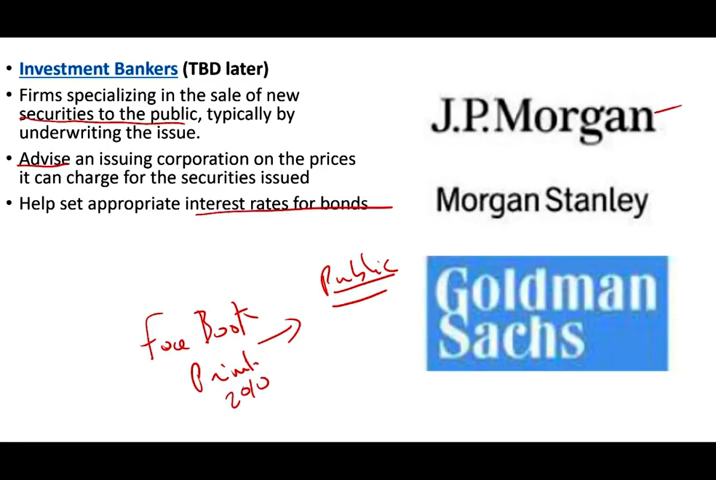 Investment Bankers (TBD later)
Firms specializing in the sale of new
securities to the public, typically by
underwriting the issue.
Advise an issuing corporation on the prices
it can charge for the securities issued
Help set appropriate interest rates for bonds
J.P.Morgan
Morgan Stanley
Goldman
Sachs
Public
Face Book
2010